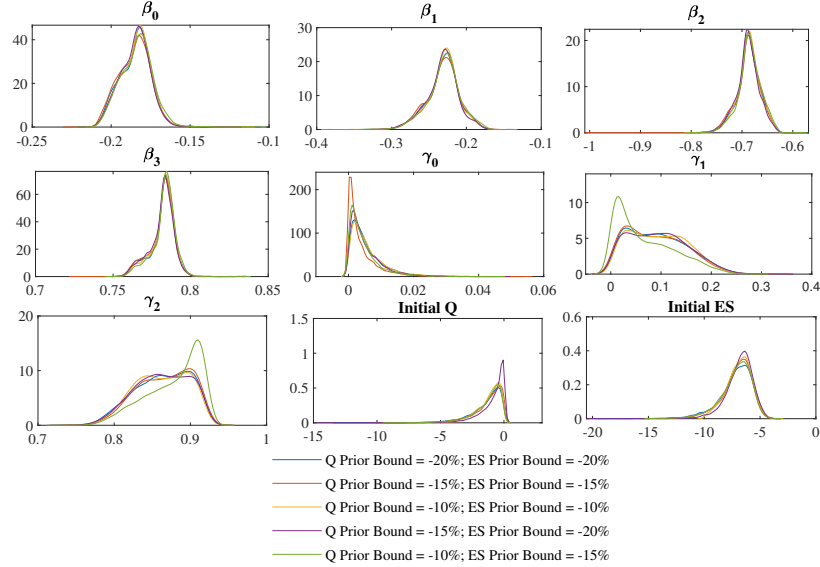 β0 β1 β2
40 20 0
-0.25 -0.2 -0.15 -0.1
30 20 10 0
-0.4 -0.3 -0.2 -0.1
20 10 0
-1 -0.9 -0.8 -0.7 -0.6
β3 γ0 γ1
60 40 20 0
0.7 0.75 0.8 0.85
200 100 0
0 0.02 0.04 0.06
10 5 0
0 0.1 0.2 0.3 0.4
γ2 Initial Q Initial ES
20 10 0
0.7 0.8 0.9 1
1.5 1 0.5 0
-15 -10 -5 0
0.6 0.4 0.2 0
-20 -15 -10 -5 0
Q Prior Bound = -20%; ES Prior Bound = -20%
Q Prior Bound = -15%; ES Prior Bound = -15%
Q Prior Bound = -10%; ES Prior Bound = -10%
Q Prior Bound = -15%; ES Prior Bound = -20%
Q Prior Bound = -10%; ES Prior Bound = -15%